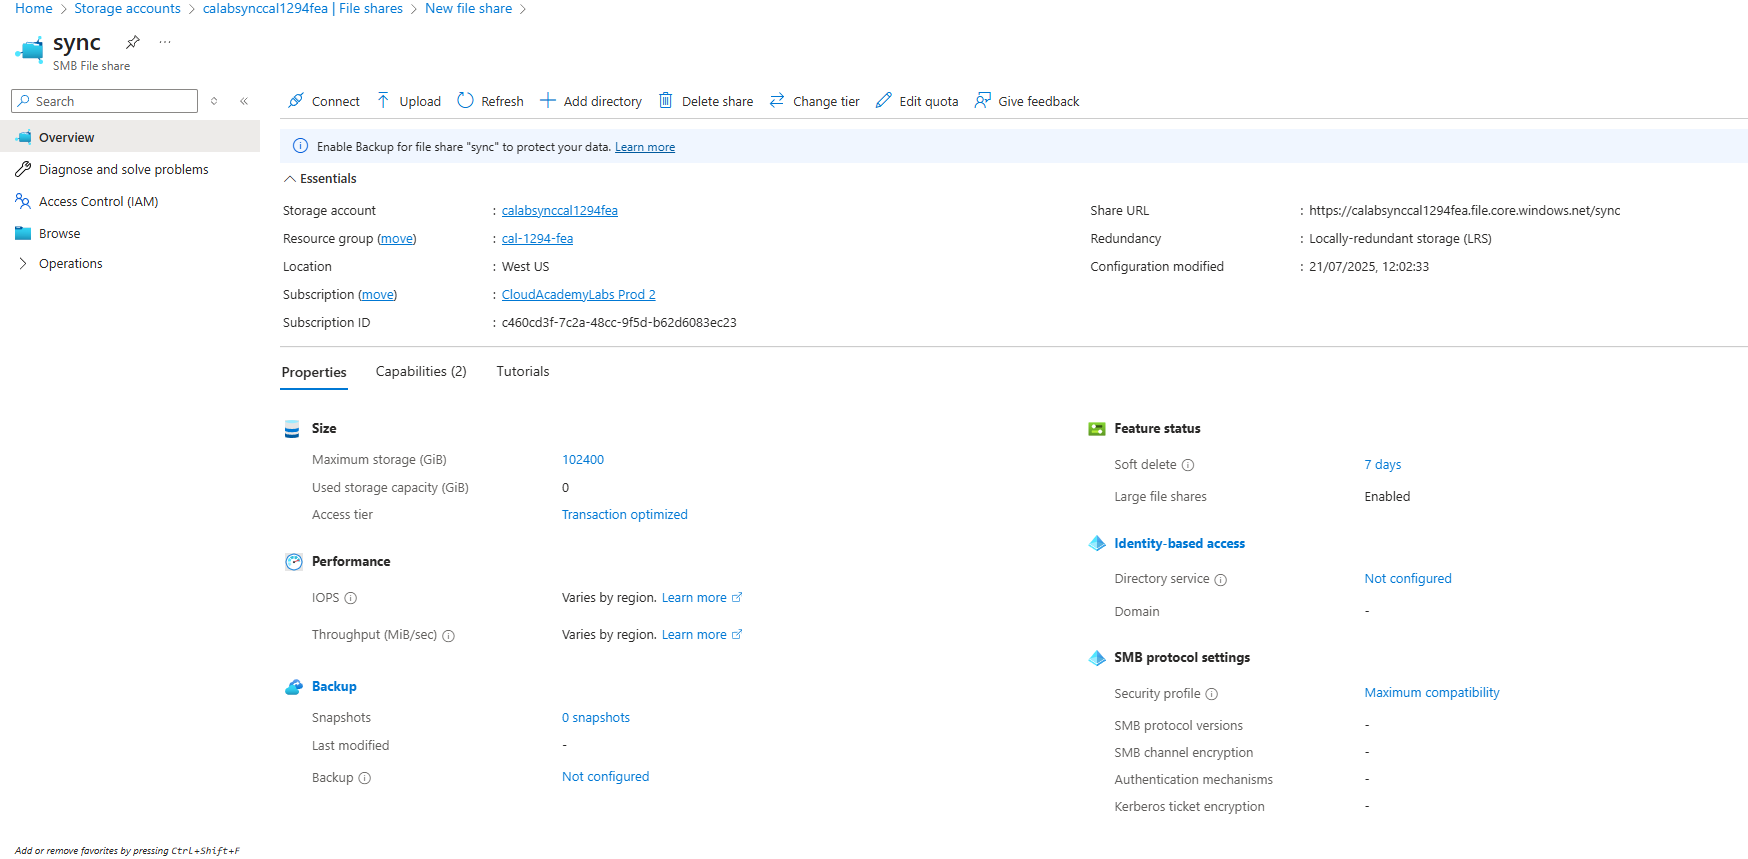 Home > Storage accounts > calabsynccal1294fea | File shares > New file share >
sync
SMB File share
Search
Overview
Diagnose and solve problems
Access Control (IAM)
Browse
Operations
Connect Upload Refresh Add directory Delete share Change tier Edit quota Give feedback
Enable Backup for file share "sync" to protect your data. Learn more
Essentials
Storage account : calabsynccal1294fea
Resource group (move) : cal-1294-fea
Location : West US
Subscription (move) : CloudAcademyLabs Prod 2
Subscription ID : c460cd3f-7c2a-48cc-9f5d-b62d6083ec23
Share URL : https://calabsynccal1294fea.file.core.windows.net/sync
Redundancy : Locally-redundant storage (LRS)
Configuration modified : 21/07/2025, 12:02:33
Properties Capabilities (2) Tutorials
Size
Maximum storage (GiB) 102400
Used storage capacity (GiB) 0
Access tier Transaction optimized
Performance
IOPS Varies by region. Learn more
Throughput (MiB/sec) Varies by region. Learn more
Backup
Snapshots 0 snapshots
Last modified -
Backup Not configured
Feature status
Soft delete 7 days
Large file shares Enabled
Identity-based access
Directory service Not configured
Domain -
SMB protocol settings
Security profile Maximum compatibility
SMB protocol versions -
SMB channel encryption -
Authentication mechanisms -
Kerberos ticket encryption -
Add or remove favorites by pressing Ctrl+Shift+F